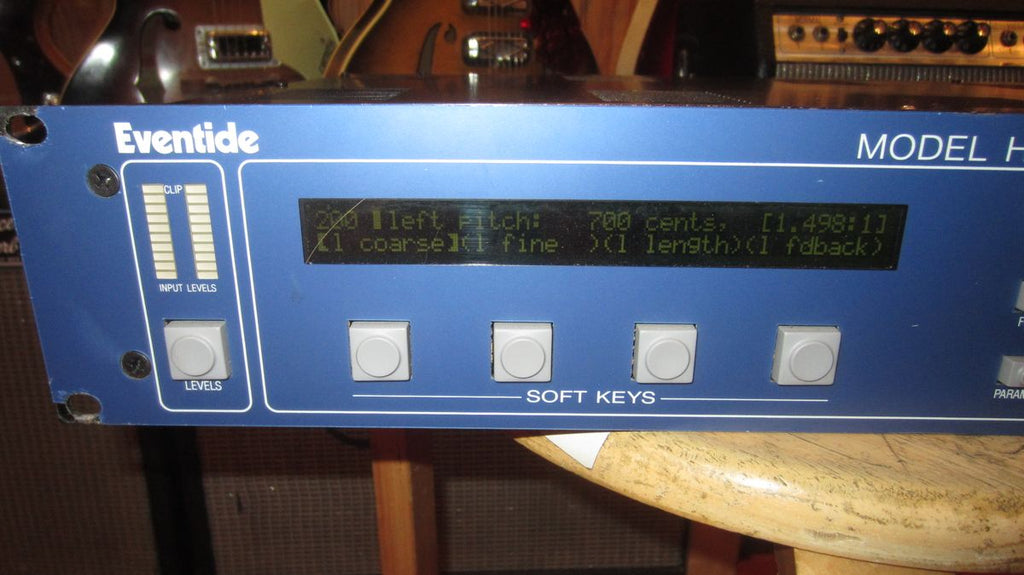 Eventide
MODEL H
CLIP
INPUT LEVELS
LEVELS
200 left pitch: 700 cents, [1.498:1]
[l coarse](l fine )(l length)(l fdback)
SOFT KEYS
PARAM